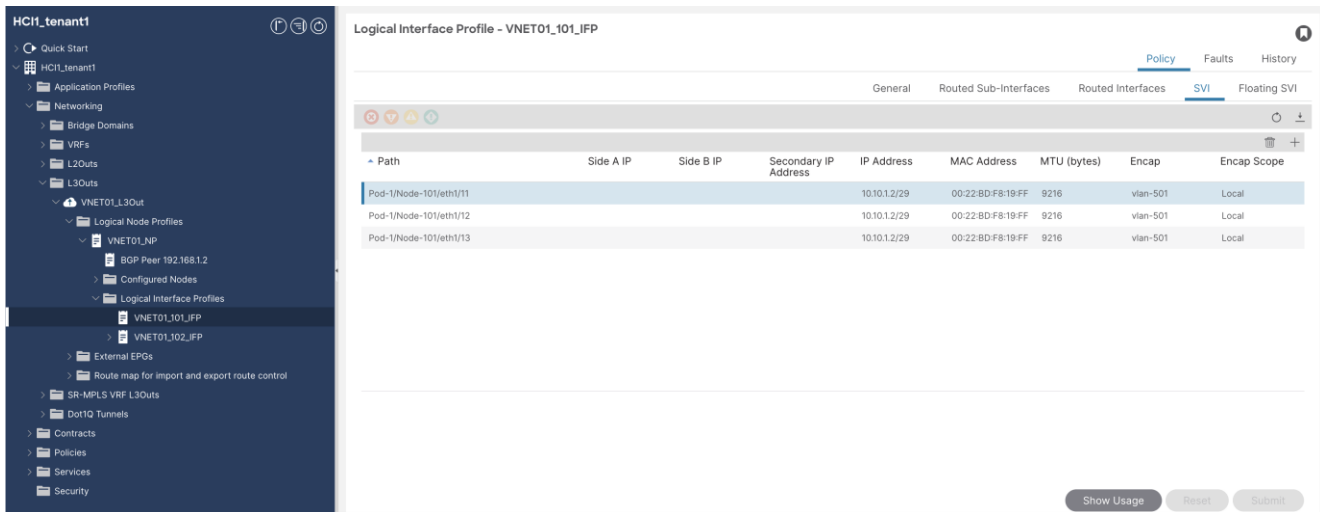 HCI1_tenant1
Quick Start
HCI1_tenant1
Application Profiles
Networking
Bridge Domains
VRFs
L2Outs
L3Outs
VNET01_L3Out
Logical Node Profiles
VNET01_NP
BGP Peer 192.168.1.2
Configured Nodes
Logical Interface Profiles
VNET01_101_IFP
VNET01_102_IFP
External EPGs
Route map for import and export route control
SR-MPLS VRF L3Outs
Dot1Q Tunnels
Contracts
Policies
Services
Security
Logical Interface Profile - VNET01_101_IFP
Policy Faults History
General Routed Sub-Interfaces Routed Interfaces SVI Floating SVI
Path Side A IP Side B IP Secondary IP Address IP Address MAC Address MTU (bytes) Encap Encap Scope
Pod-1/Node-101/eth1/11 10.10.1.2/29 00:22:BD:F8:19:FF 9216 vlan-501 Local
Pod-1/Node-101/eth1/12 10.10.1.2/29 00:22:BD:F8:19:FF 9216 vlan-501 Local
Pod-1/Node-101/eth1/13 10.10.1.2/29 00:22:BD:F8:19:FF 9216 vlan-501 Local
Show Usage Reset Submit